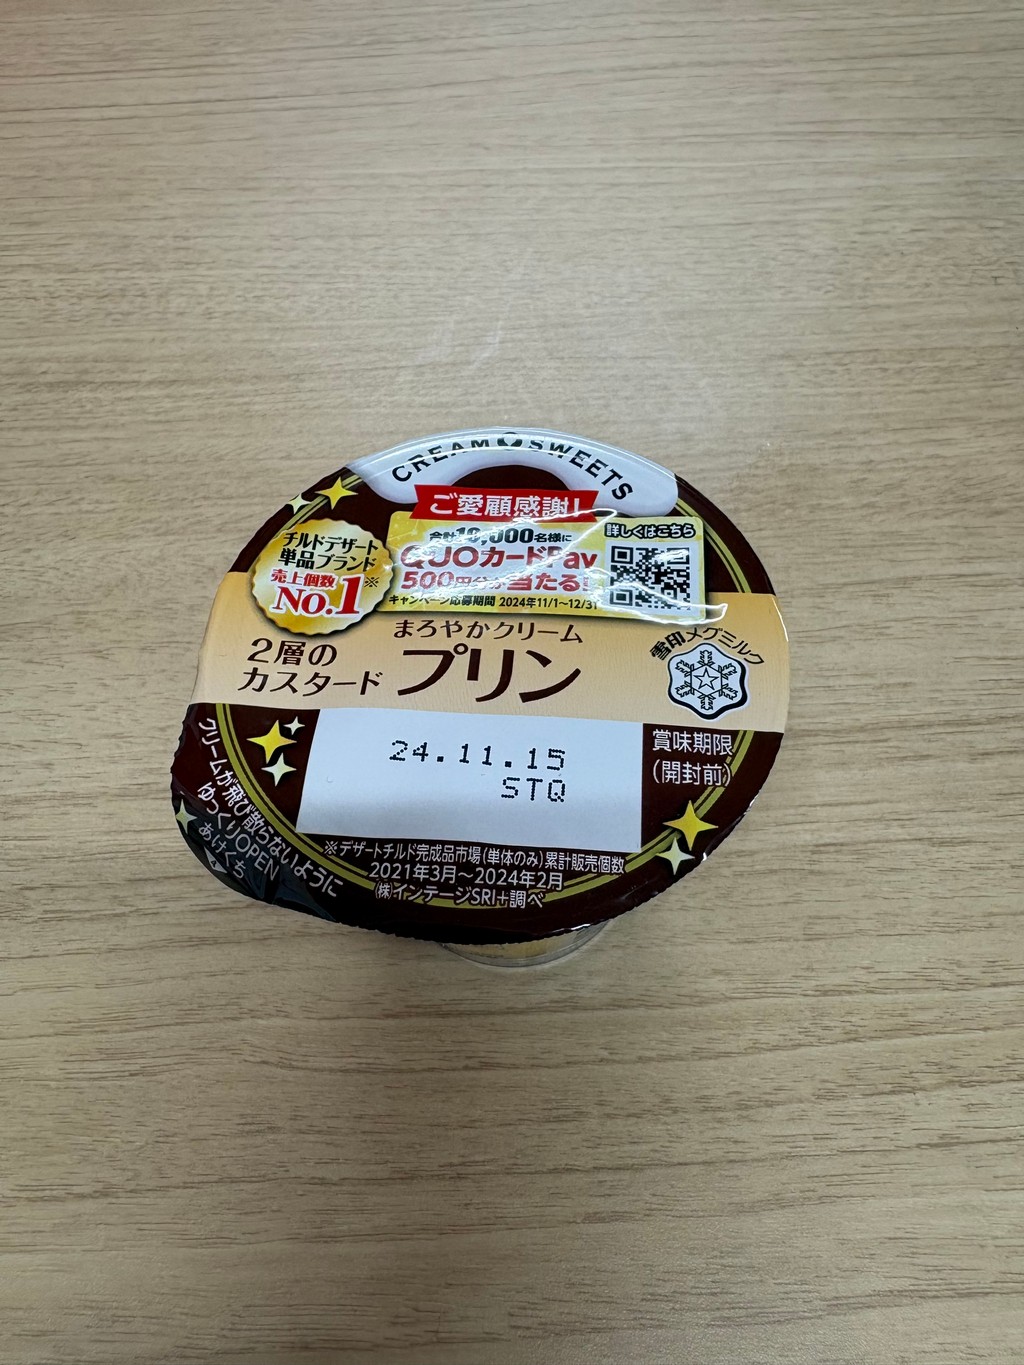 CREAM SWEETS
ご愛顧感謝!
合計10,000名様に
QUOカードPay
500円分が当たる!
キャンペーン応募期間 2024年11/1~12/31
詳しくはこちら
チルドデザート
単品ブランド
売上個数※
No.1
まろやかクリーム
2層の
カスタード
プリン
雪印メグミルク
24.11.15
STQ
賞味期限
(開封前)
クリームが飛び散らないように
ゆっくりOPEN
あけくち
※デザートチルド完成品市場(単体のみ)累計販売個数
2021年3月~2024年2月
㈱インテージSRI+調べ